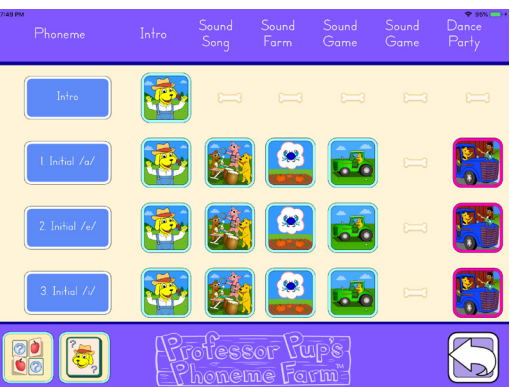 7:49 PM
96%
Phoneme
Intro
Sound
Song
Sound
Farm
Sound
Game
Sound
Game
Dance
Party
Intro
1. Initial /a/
2. Initial /e/
3. Initial /i/
Professor Pup's
Phoneme Farm™